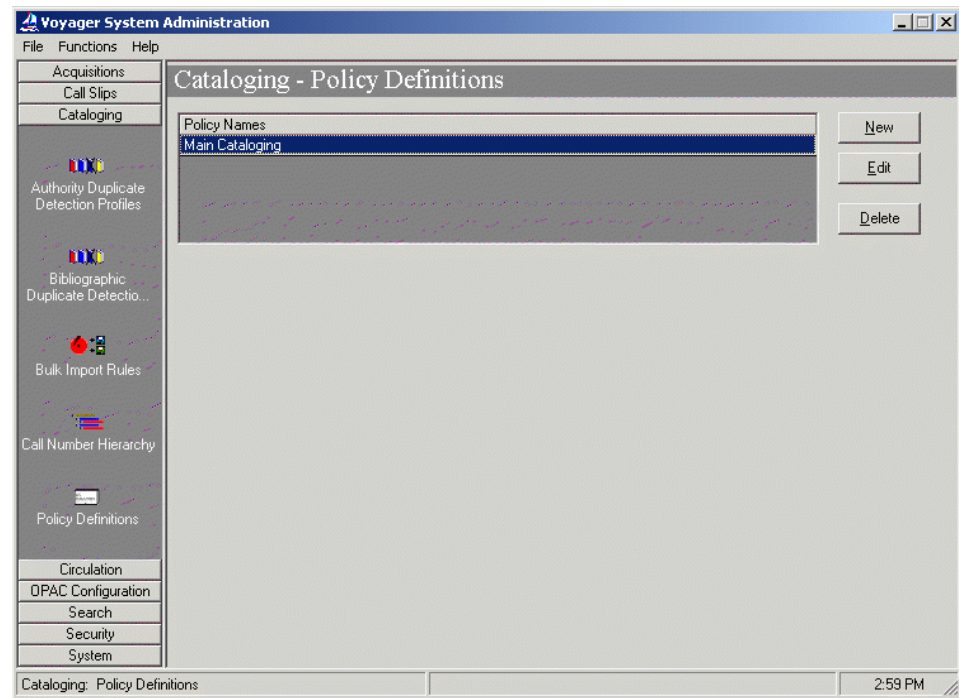 Voyager System Administration
File Functions Help
Acquisitions
Call Slips
Cataloging
Authority Duplicate
Detection Profiles
Bibliographic
Duplicate Detectio...
Bulk Import Rules
Call Number Hierarchy
Policy Definitions
Circulation
OPAC Configuration
Search
Security
System
Cataloging - Policy Definitions
Policy Names
Main Cataloging
New
Edit
Delete
Cataloging: Policy Definitions
2:59 PM